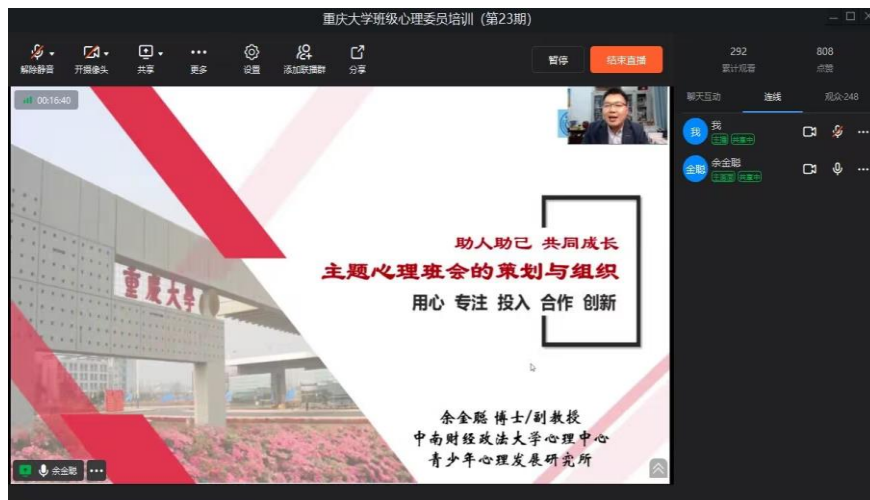 重庆大学班级心理委员培训（第23期）
解除静音
开摄像头
共享
更多
设置
添加联播群
分享
暂停
结束直播
292
累计观看
808
点赞
聊天互动
连线
观众·248
00:16:40
我
我
主播
共享中
全聪
余金聪
主画面
共享中
重庆大学
助人助己 共同成长
主题心理班会的策划与组织
用心 专注 投入 合作 创新
余金聪 博士/副教授
中南财经政法大学心理中心
青少年心理发展研究所
余金聪